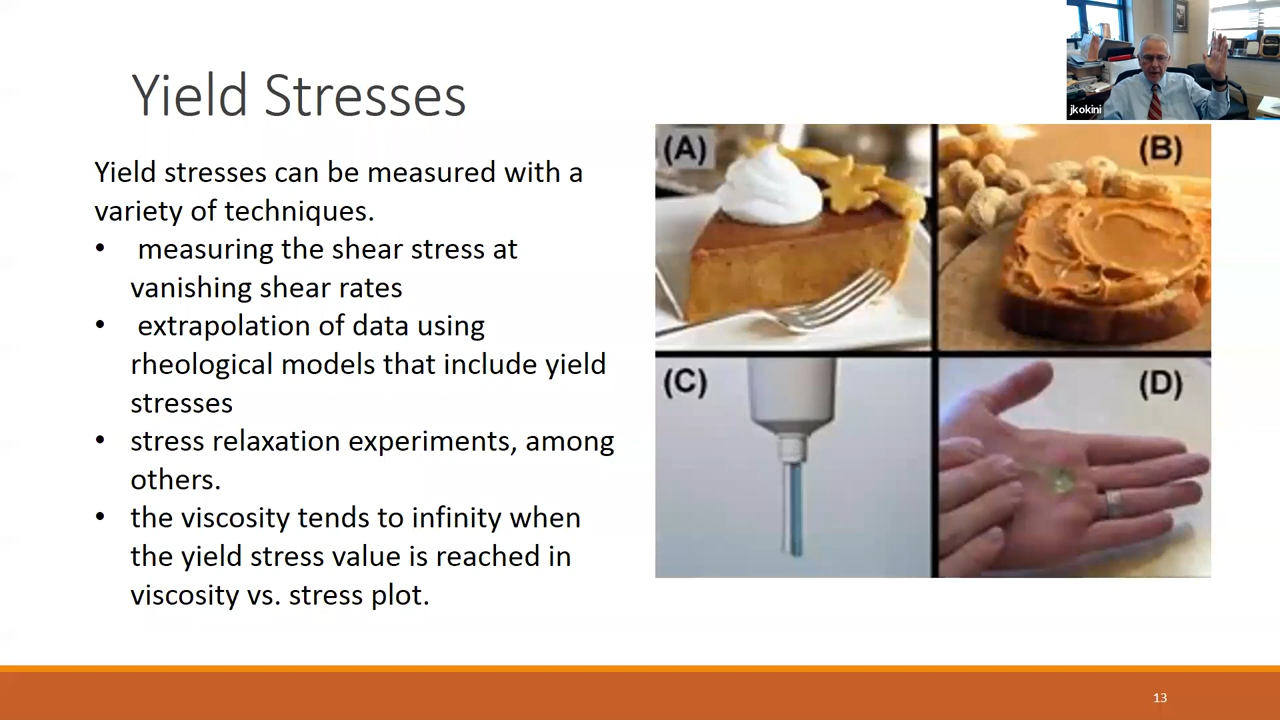 jkokini
Yield Stresses
Yield stresses can be measured with a
variety of techniques.
• measuring the shear stress at
vanishing shear rates
• extrapolation of data using
rheological models that include yield
stresses
• stress relaxation experiments, among
others.
• the viscosity tends to infinity when
the yield stress value is reached in
viscosity vs. stress plot.
(A)
(B)
(C)
(D)
13